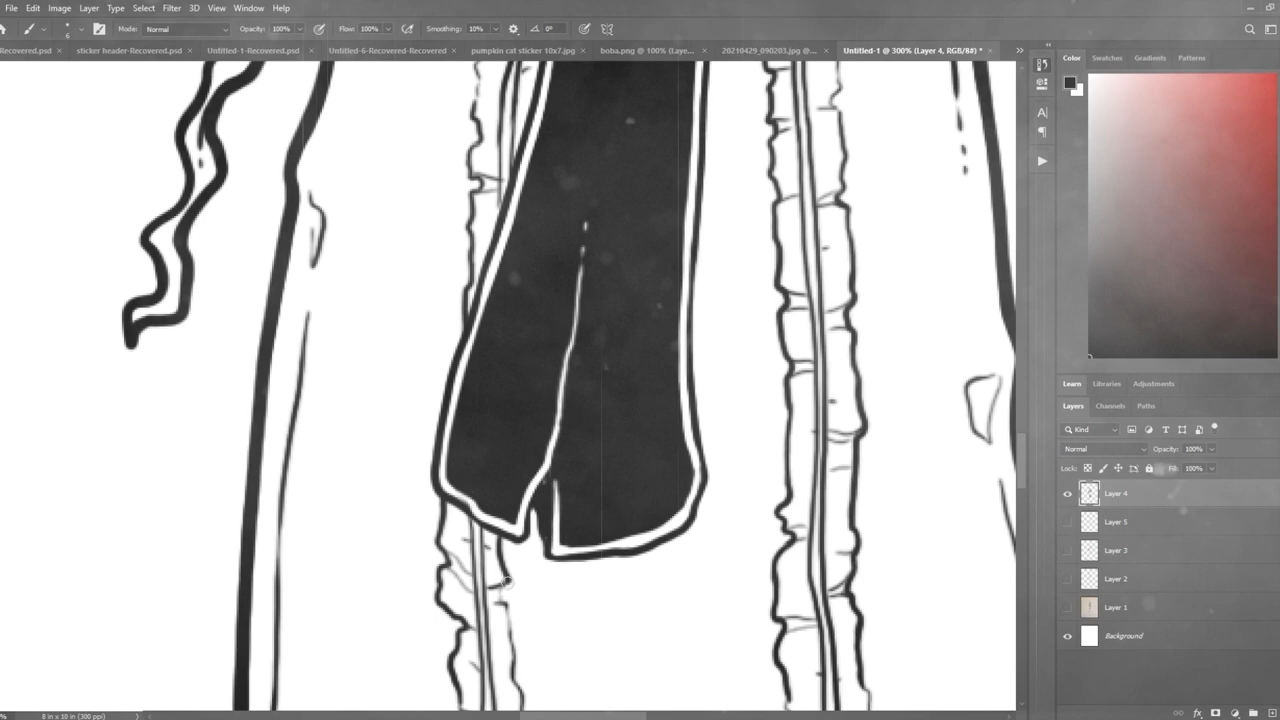 File Edit Image Layer Type Select Filter 3D View Window Help
6 Mode: Normal Opacity: 100% Flow: 100% Smoothing: 10% 0°
Recovered.psd × sticker header-Recovered.psd × Untitled-1-Recovered.psd × Untitled-6-Recovered-Recovered × pumpkin cat sticker 10x7.jpg × boba.png @ 100% (Laye... × 20210429_090203.jpg @... × Untitled-1 @ 300% (Layer 4, RGB/8#) * × »
Color Swatches Gradients Patterns
A|
¶
Learn Libraries Adjustments
Layers Channels Paths
Kind T
Normal Opacity: 100%
Lock: Fill: 100%
Layer 4
Layer 5
Layer 3
Layer 2
Layer 1
Background
% 8 in x 10 in (300 ppi) fx